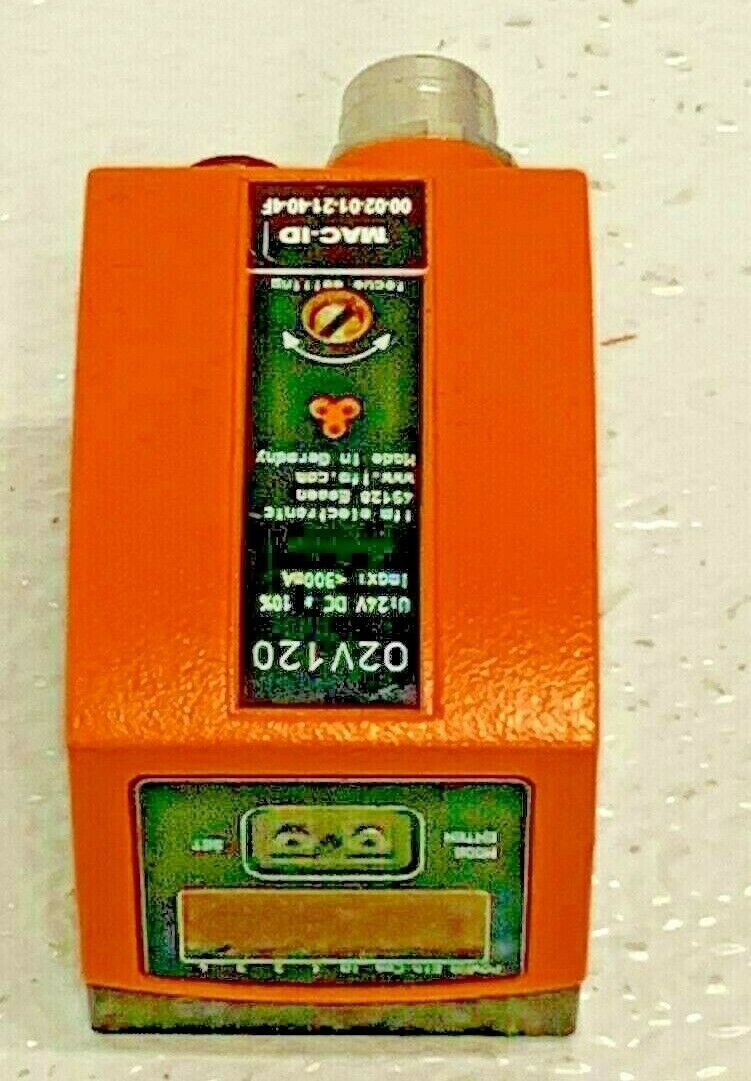 MODE
ENTER
SET
O2V120
U:24V DC ± 10%
Imax: <300mA
ifm electronic
45128 Essen
www.ifm.com
Made in Germany
focus setting
MAC-ID
00-02-01-21-40-4F